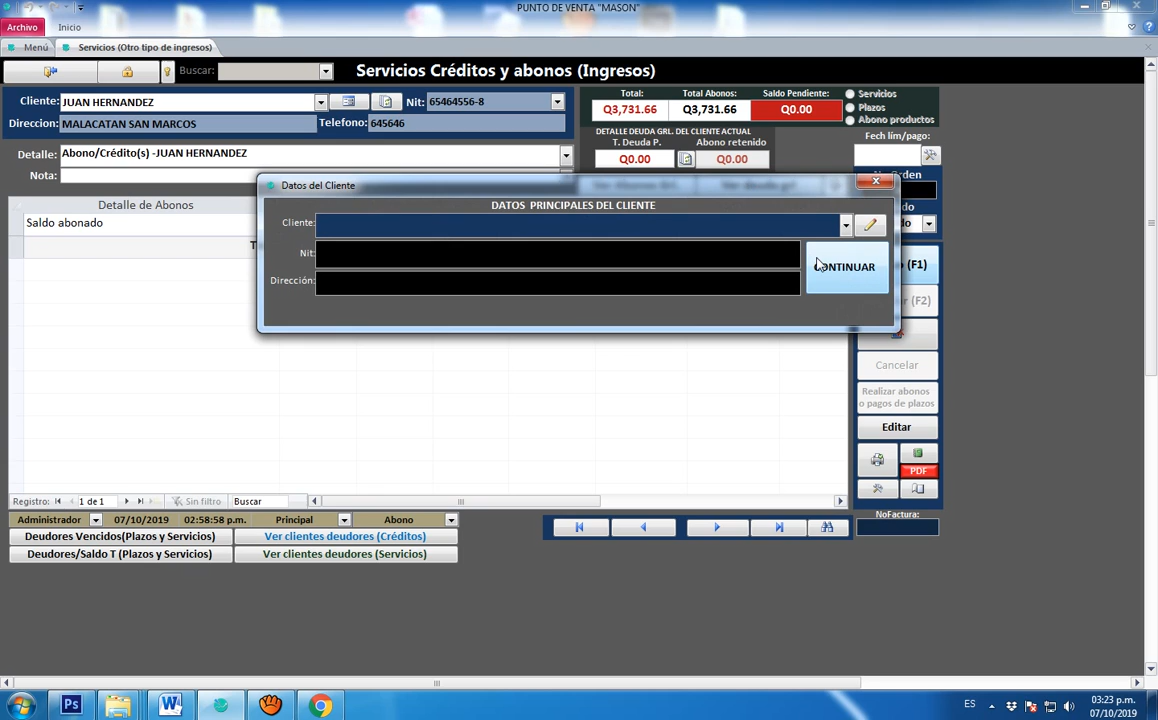 PUNTO DE VENTA "MASON"
Archivo Inicio
Menú Servicios (Otro tipo de ingresos)
Buscar: Servicios Créditos y abonos (Ingresos)
Cliente: JUAN HERNANDEZ Nit: 65464556-8
Direccion: MALACATAN SAN MARCOS Telefono: 645646
Detalle: Abono/Crédito(s) -JUAN HERNANDEZ
Nota:
Total: Total Abonos: Saldo Pendiente:
Q3,731.66 Q3,731.66 Q0.00
Servicios
Plazos
Abono productos
DETALLE DEUDA GRL. DEL CLIENTE ACTUAL
T. Deuda P. Abono retenido
Q0.00 Q0.00
Fech lím/pago:
Orden
Ver deuda grl
Datos del Cliente
DATOS PRINCIPALES DEL CLIENTE
Cliente:
Nit:
Dirección:
CONTINUAR
Detalle de Abonos
Saldo abonado
T
(F1)
(F2)
Cancelar
Realizar abonos
o pagos de plazos
Editar
PDF
NoFactura:
Registro: 1 de 1 Sin filtro Buscar
Administrador 07/10/2019 02:58:58 p.m. Principal Abono
Deudores Vencidos(Plazos y Servicios) Ver clientes deudores (Créditos)
Deudores/Saldo T (Plazos y Servicios) Ver clientes deudores (Servicios)
Ps W ES 03:23 p.m.
07/10/2019